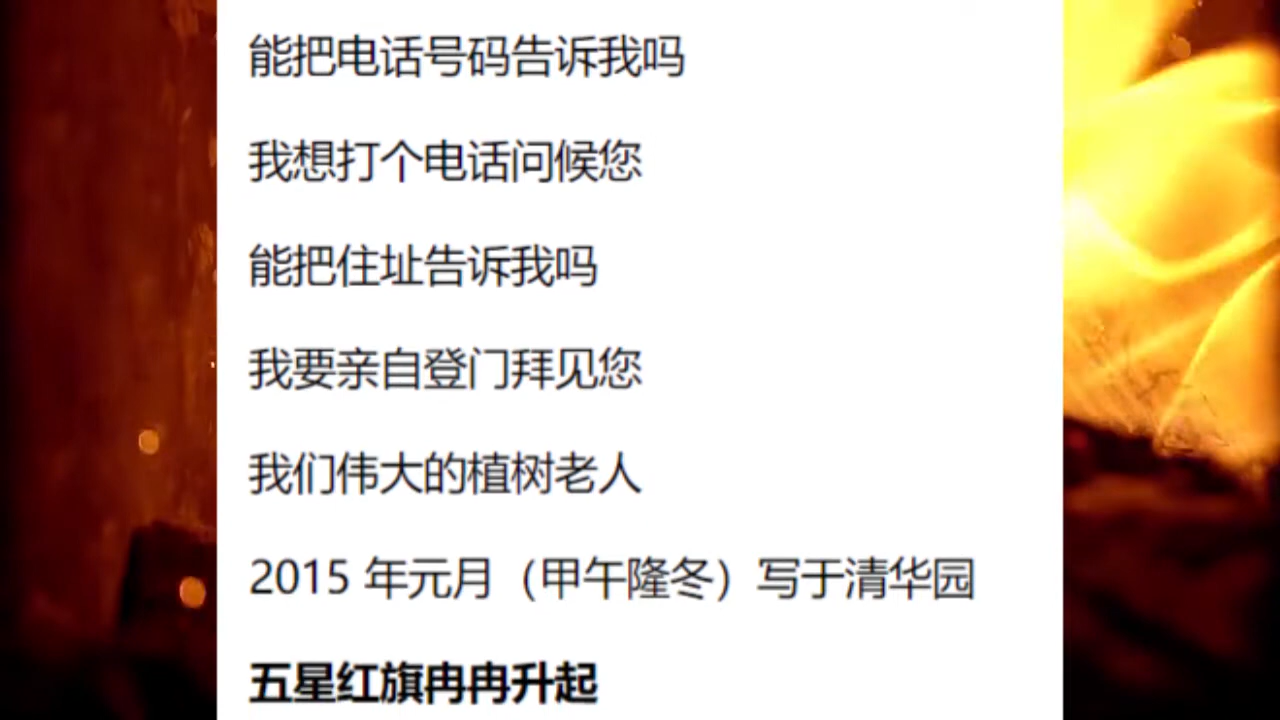 能把电话号码告诉我吗
我想打个电话问候您
能把住址告诉我吗
我要亲自登门拜见您
我们伟大的植树老人
2015 年元月（甲午隆冬）写于清华园
五星红旗冉冉升起